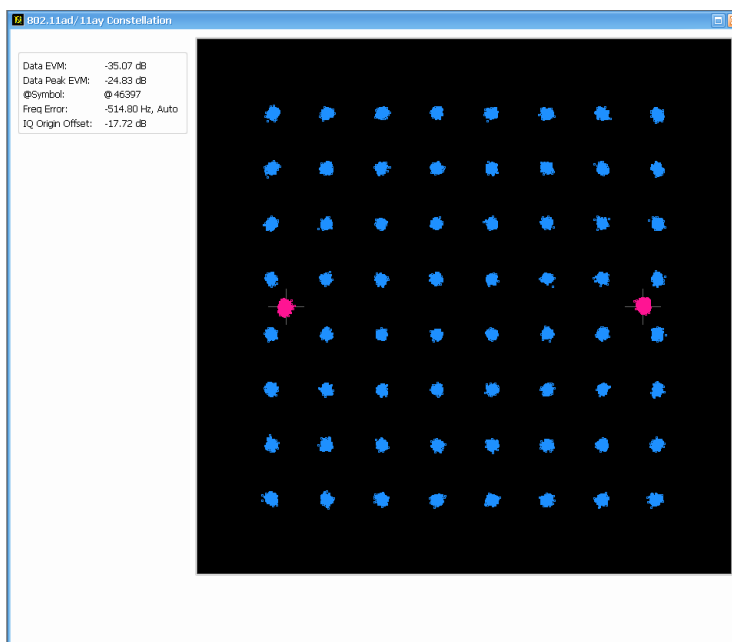 802.11ad/11ay Constellation
Data EVM: -35.07 dB
Data Peak EVM: -24.83 dB
@Symbol: @ 46397
Freq Error: -514.80 Hz, Auto
IQ Origin Offset: -17.72 dB